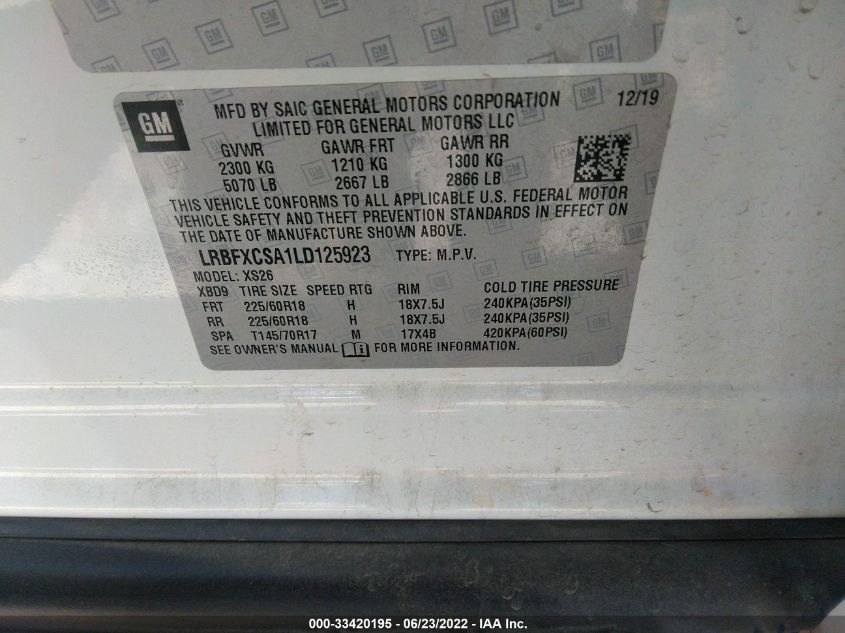 GM
MFD BY SAIC GENERAL MOTORS CORPORATION 12/19
LIMITED FOR GENERAL MOTORS LLC
GVWR GAWR FRT GAWR RR
2300 KG 1210 KG 1300 KG
5070 LB 2667 LB 2866 LB
THIS VEHICLE CONFORMS TO ALL APPLICABLE U.S. FEDERAL MOTOR
VEHICLE SAFETY AND THEFT PREVENTION STANDARDS IN EFFECT ON
THE DATE OF MANUFACTURE SHOWN ABOVE.
LRBFXCSA1LD125923 TYPE: M.P.V.
MODEL: XS26
XBD9 TIRE SIZE SPEED RTG RIM COLD TIRE PRESSURE
FRT 225/60R18 H 18X7.5J 240KPA(35PSI)
RR 225/60R18 H 18X7.5J 240KPA(35PSI)
SPA T145/70R17 M 17X4B 420KPA(60PSI)
SEE OWNER'S MANUAL FOR MORE INFORMATION.
000-33420195 - 06/23/2022 - IAA Inc.